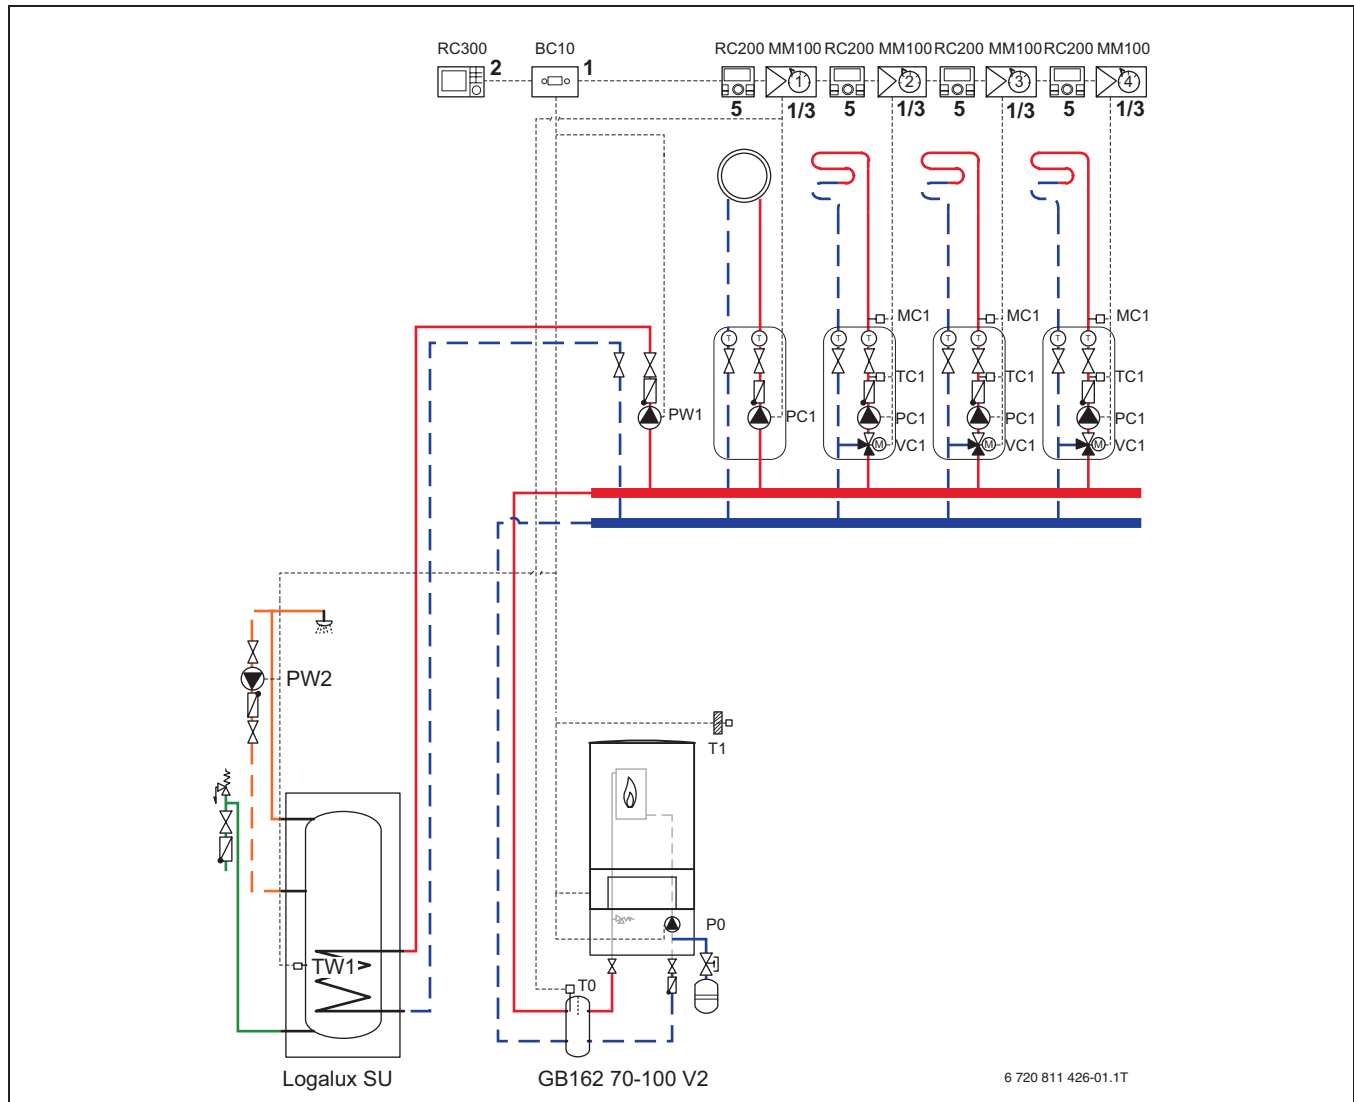 RC300 BC10 RC200 MM100 RC200 MM100 RC200 MM100 RC200 MM100
2 1 1 2 3 4
5 1/3 5 1/3 5 1/3 5 1/3
MC1 MC1 MC1
T T T T T T T T
TC1 TC1 TC1
PW1 PC1 PC1 PC1 PC1
M VC1 M VC1 M VC1
PW2
T1
P0
TW1
T0
Logalux SU GB162 70-100 V2 6 720 811 426-01.1T